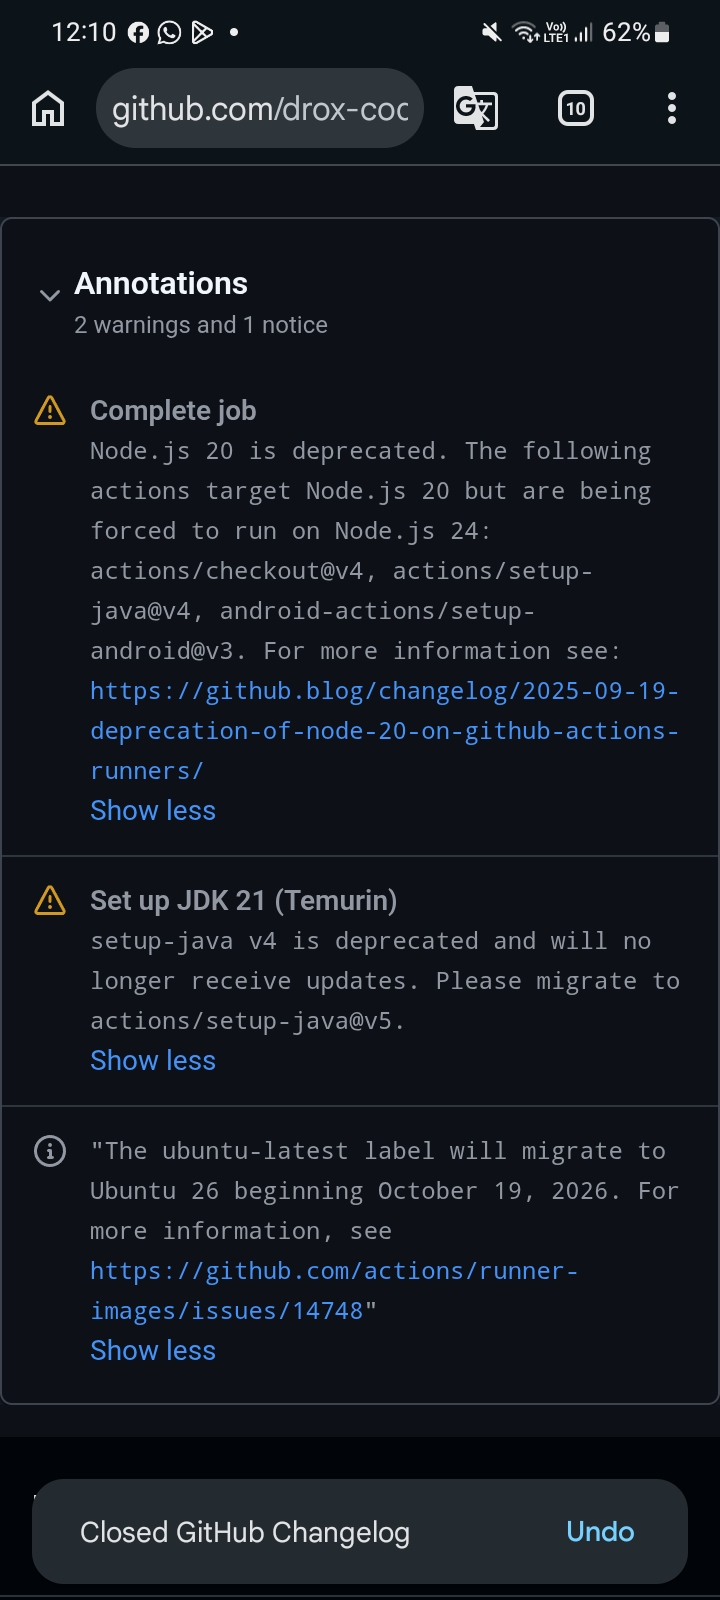 12:10
Vo))
LTE1
62%
github.com/drox-coc
10
Annotations
2 warnings and 1 notice
Complete job
Node.js 20 is deprecated. The following
actions target Node.js 20 but are being
forced to run on Node.js 24:
actions/checkout@v4, actions/setup-
java@v4, android-actions/setup-
android@v3. For more information see:
https://github.blog/changelog/2025-09-19-
deprecation-of-node-20-on-github-actions-
runners/
Show less
Set up JDK 21 (Temurin)
setup-java v4 is deprecated and will no
longer receive updates. Please migrate to
actions/setup-java@v5.
Show less
"The ubuntu-latest label will migrate to
Ubuntu 26 beginning October 19, 2026. For
more information, see
https://github.com/actions/runner-
images/issues/14748"
Show less
Closed GitHub Changelog
Undo